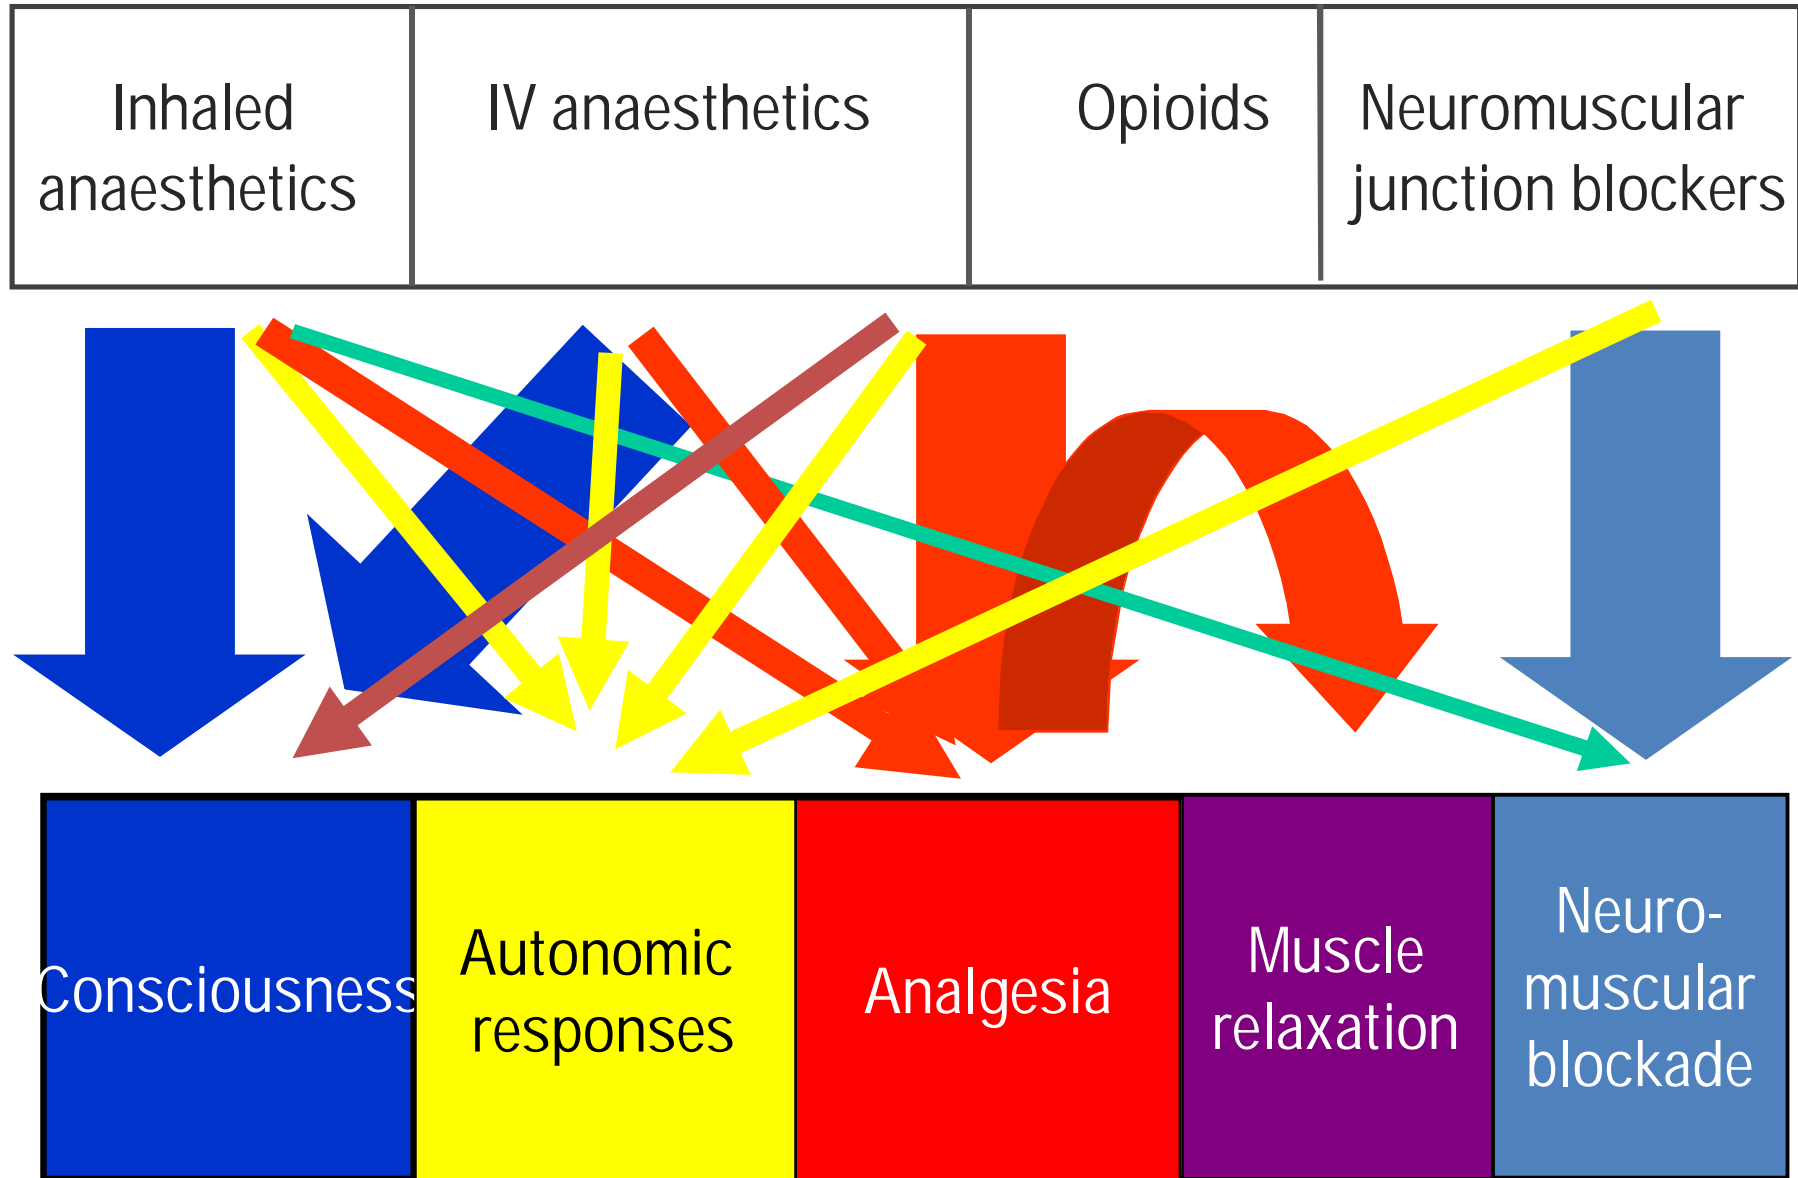 Inhaled
anaesthetics
IV anaesthetics
Opioids
Neuromuscular
junction blockers
Consciousness
Autonomic
responses
Analgesia
Muscle
relaxation
Neuro-
muscular
blockade